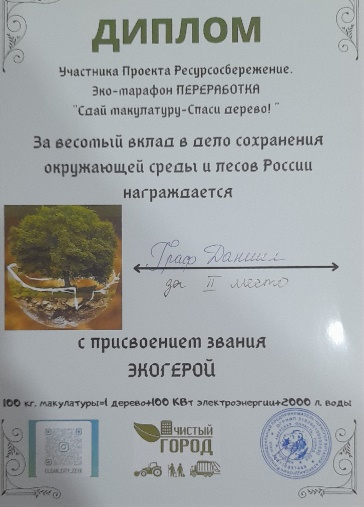 ДИПЛОМ
Участника Проекта Ресурсосбережение.
Эко-марафон ПЕРЕРАБОТКА
"Сдай макулатуру-Спаси дерево! "
За весомый вклад в дело сохранения
окружающей среды и лесов России
награждается
Граф Даниил
за II место
с присвоением звания
ЭКОГЕРОЙ
100 кг. макулатуры=1 дерево+100 КВт электроэнергии+2000 л. воды
ЧИСТЫЙ
ГОРОД